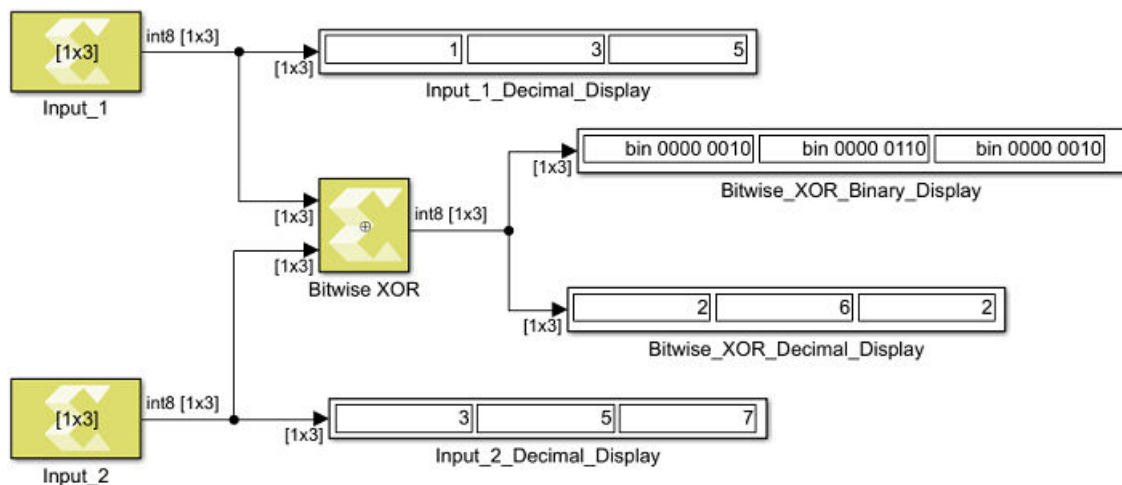 [1x3]
int8 [1x3]
[1x3]
1 3 5
Input_1
Input_1_Decimal_Display
[1x3]
bin 0000 0010 bin 0000 0110 bin 0000 0010
Bitwise_XOR_Binary_Display
[1x3]
[1x3]
⊕
int8 [1x3]
Bitwise XOR
[1x3]
2 6 2
Bitwise_XOR_Decimal_Display
[1x3]
int8 [1x3]
[1x3]
3 5 7
Input_2
Input_2_Decimal_Display